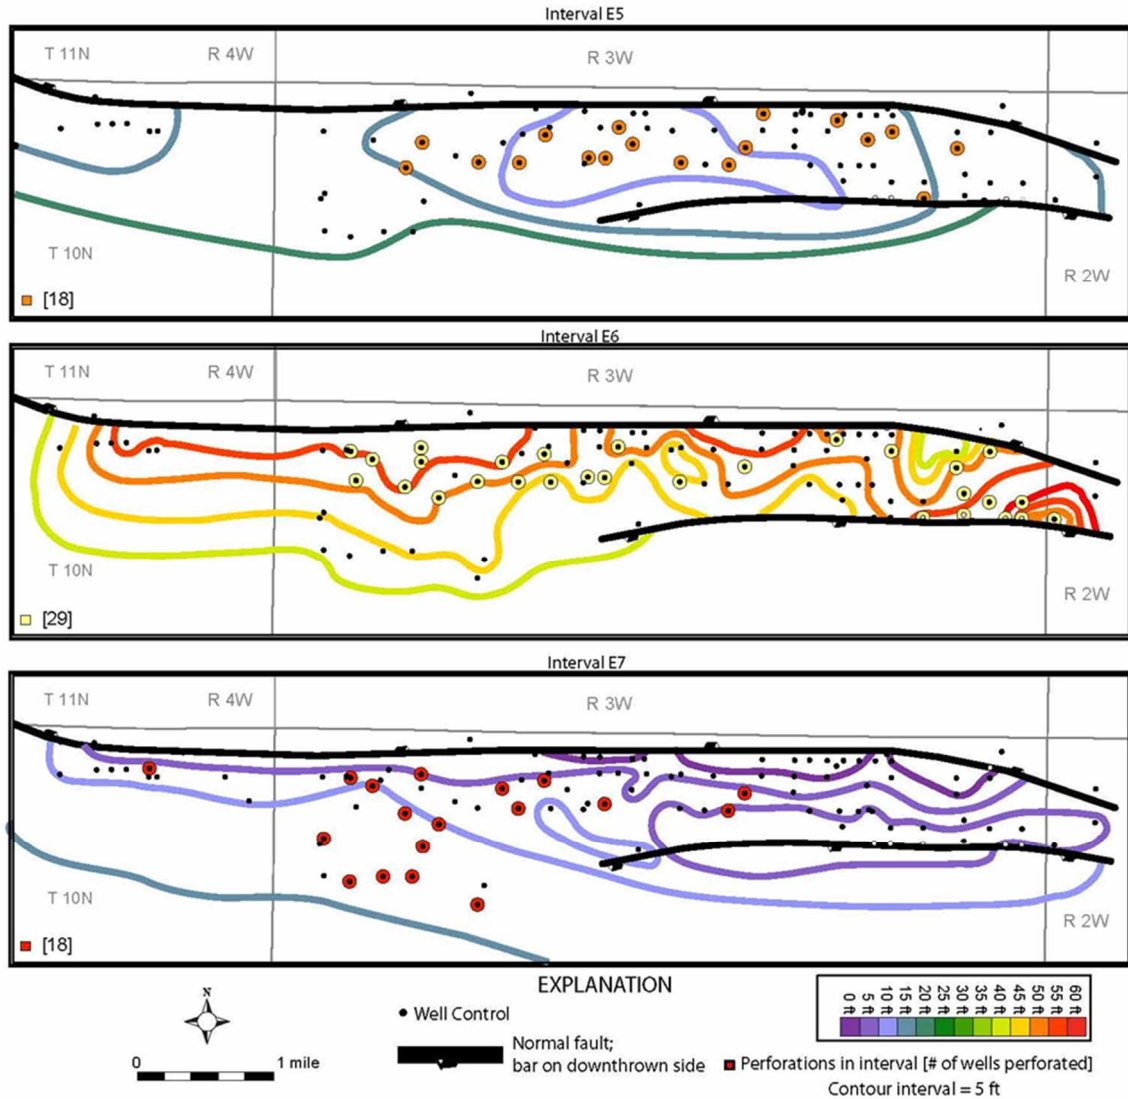 Interval E5
T 11N
R 4W
R 3W
T 10N
R 2W
[18]
Interval E6
T 11N
R 4W
R 3W
T 10N
R 2W
[29]
Interval E7
T 11N
R 4W
R 3W
T 10N
R 2W
[18]
EXPLANATION
N
0 1 mile
Well Control
Normal fault;
bar on downthrown side
0 ft
5 ft
10 ft
15 ft
20 ft
25 ft
30 ft
35 ft
40 ft
45 ft
50 ft
55 ft
60 ft
Perforations in interval [# of wells perforated]
Contour interval = 5 ft